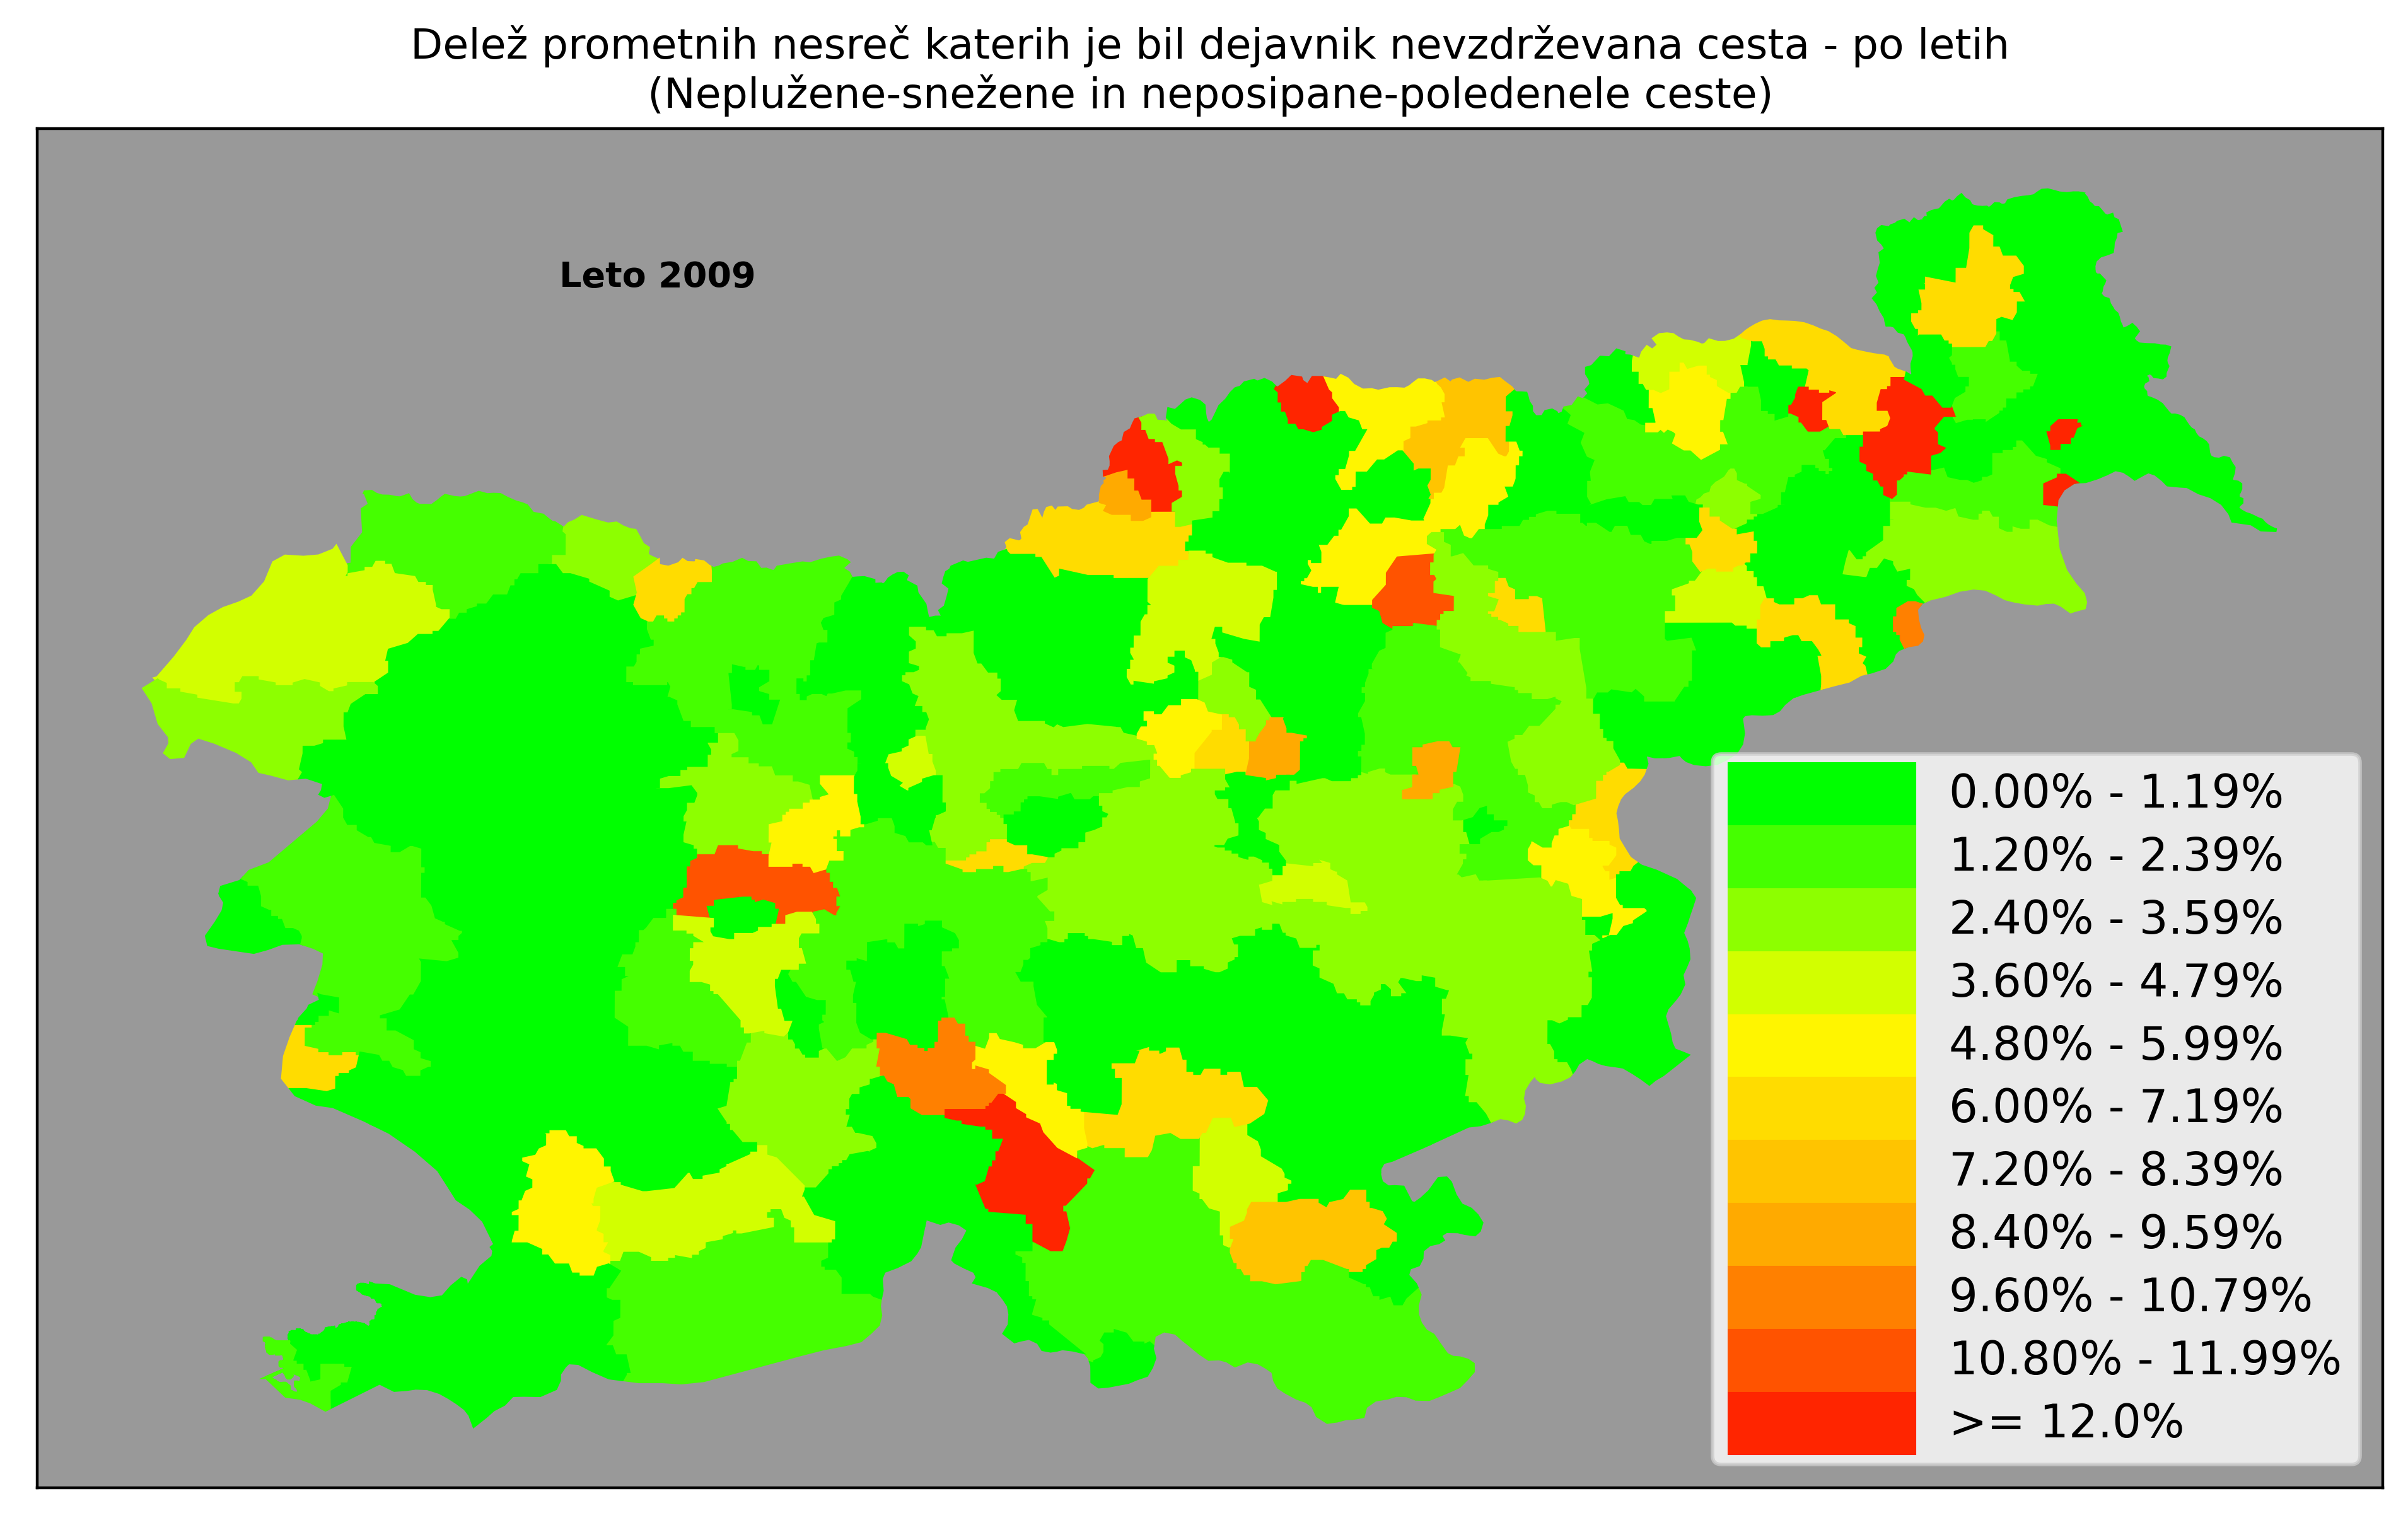 Delež prometnih nesreč katerih je bil dejavnik nevzdrževana cesta - po letih
(Neplužene-snežene in neposipane-poledenele ceste)
Leto 2009
0.00% - 1.19%
1.20% - 2.39%
2.40% - 3.59%
3.60% - 4.79%
4.80% - 5.99%
6.00% - 7.19%
7.20% - 8.39%
8.40% - 9.59%
9.60% - 10.79%
10.80% - 11.99%
>= 12.0%